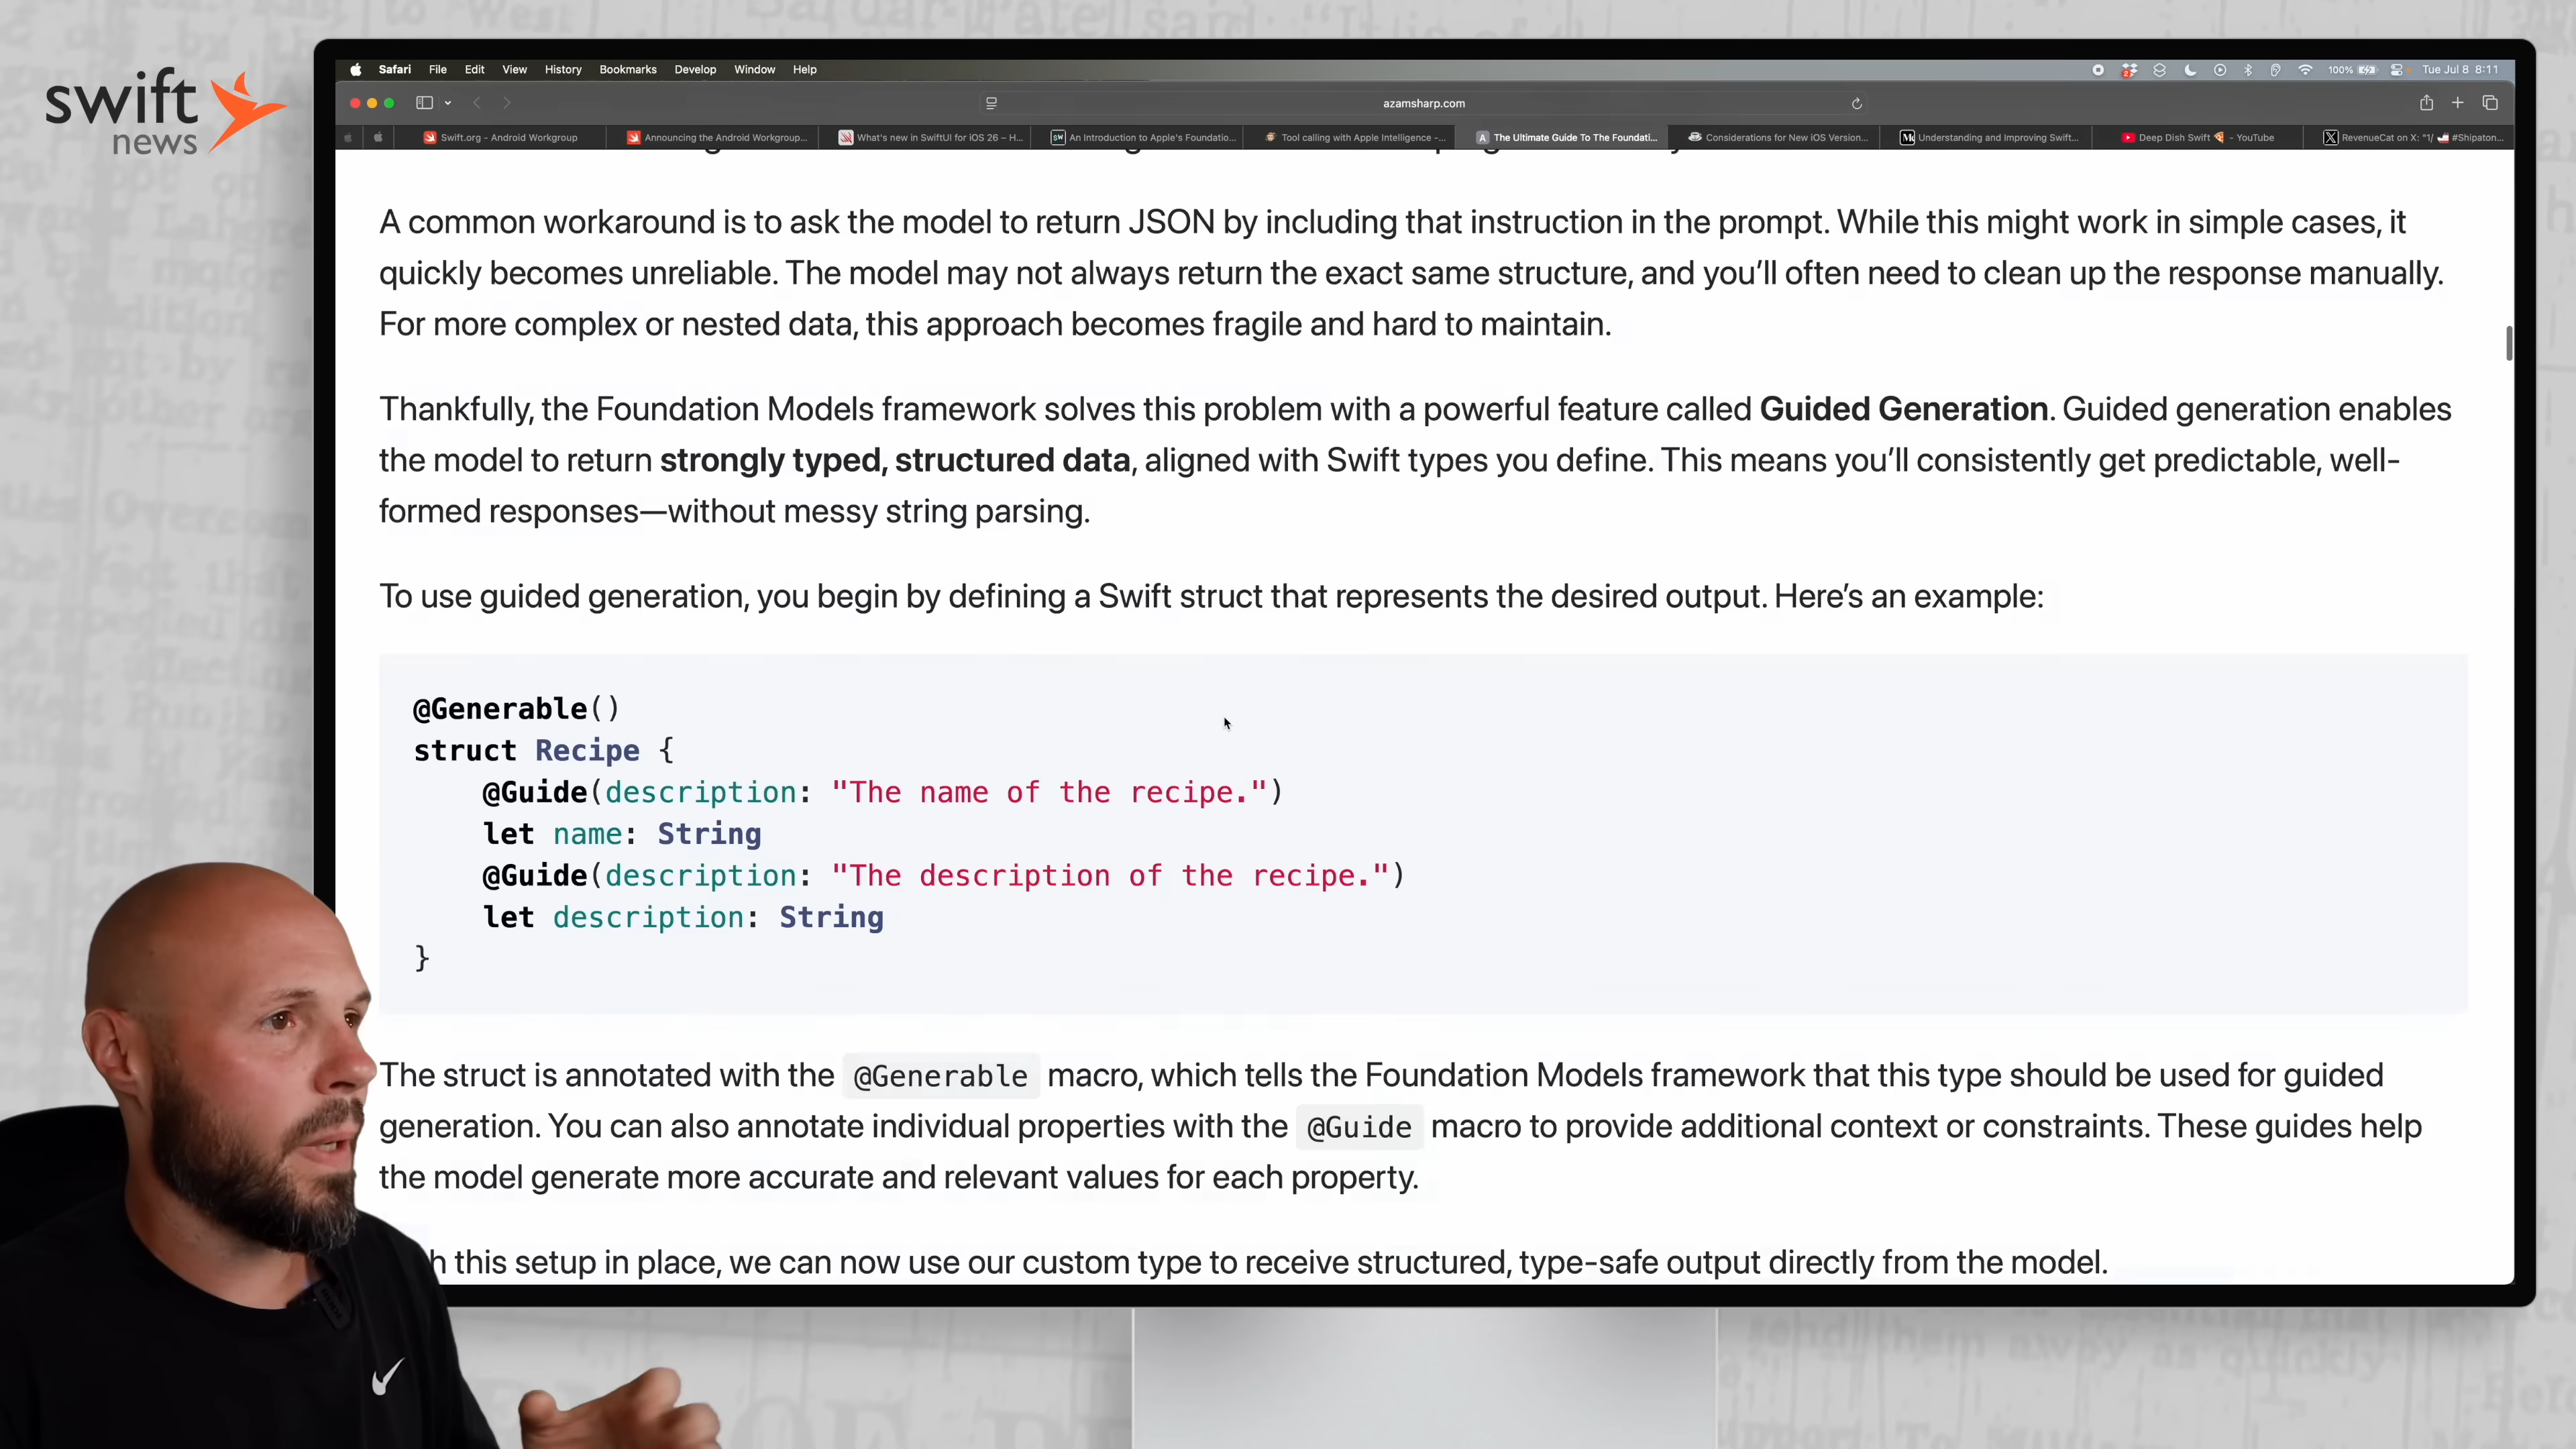 swift
news
Safari File Edit View History Bookmarks Develop Window Help
100% Tue Jul 8 8:11
azamsharp.com
Swift.org - Android Workgroup
Announcing the Android Workgroup...
What's new in SwiftUI for iOS 26 – H...
An Introduction to Apple's Foundatio...
Tool calling with Apple Intelligence -...
The Ultimate Guide To The Foundati...
Considerations for New iOS Version...
Understanding and Improving Swift...
Deep Dish Swift 🍕 - YouTube
RevenueCat on X: "1/ 🚢 #Shipaton...
A common workaround is to ask the model to return JSON by including that instruction in the prompt. While this might work in simple cases, it
quickly becomes unreliable. The model may not always return the exact same structure, and you’ll often need to clean up the response manually.
For more complex or nested data, this approach becomes fragile and hard to maintain.
Thankfully, the Foundation Models framework solves this problem with a powerful feature called Guided Generation. Guided generation enables
the model to return strongly typed, structured data, aligned with Swift types you define. This means you’ll consistently get predictable, well-
formed responses—without messy string parsing.
To use guided generation, you begin by defining a Swift struct that represents the desired output. Here’s an example:
@Generable()
struct Recipe {
@Guide(description: "The name of the recipe.")
let name: String
@Guide(description: "The description of the recipe.")
let description: String
}
The struct is annotated with the @Generable macro, which tells the Foundation Models framework that this type should be used for guided
generation. You can also annotate individual properties with the @Guide macro to provide additional context or constraints. These guides help
the model generate more accurate and relevant values for each property.
this setup in place, we can now use our custom type to receive structured, type-safe output directly from the model.